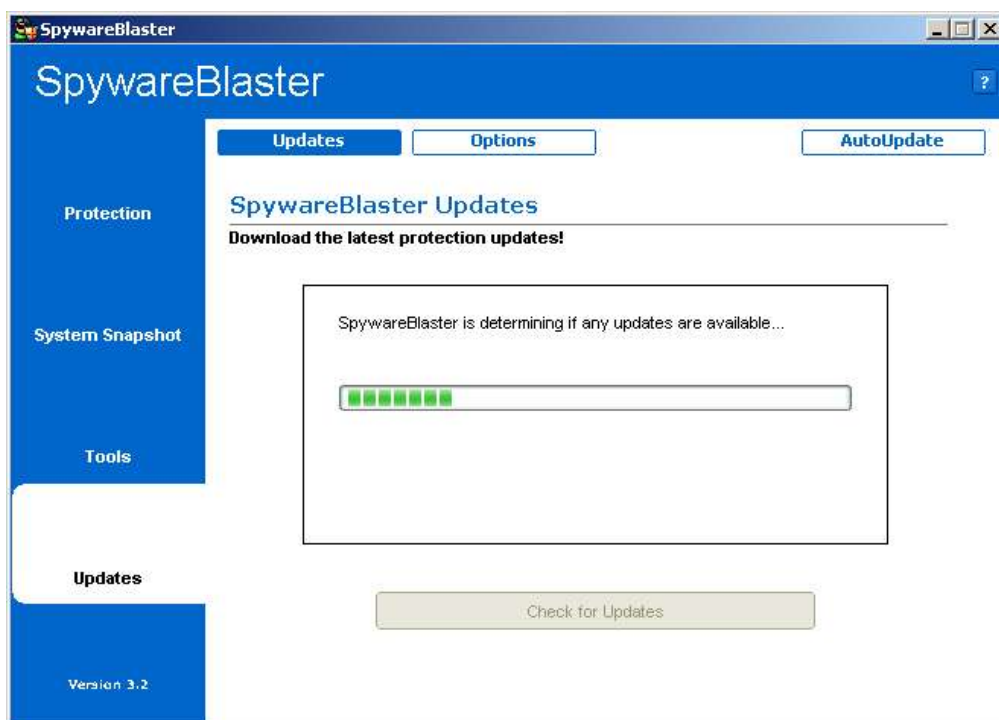 SpywareBlaster
SpywareBlaster
?
Updates Options AutoUpdate
Protection
SpywareBlaster Updates
Download the latest protection updates!
System Snapshot
SpywareBlaster is determining if any updates are available...
Tools
Updates
Check for Updates
Version 3.2